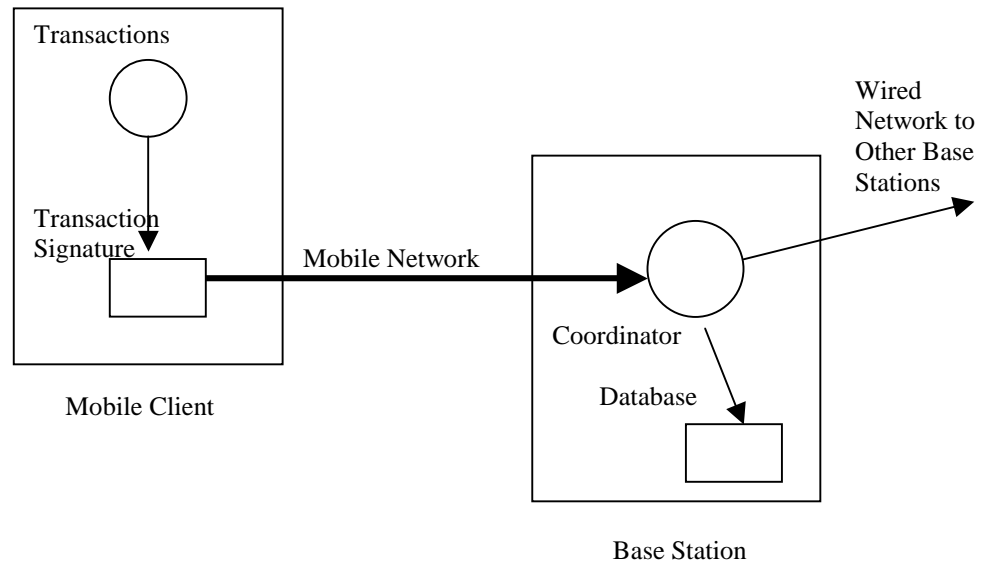 Transactions
Transaction
Signature
Mobile Client
Mobile Network
Coordinator
Database
Base Station
Wired
Network to
Other Base
Stations